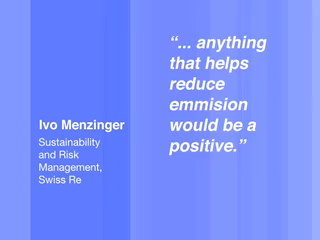 “... anything
that helps
reduce
emmision
would be a
positive.”
Ivo Menzinger
Sustainability
and Risk
Management,
Swiss Re